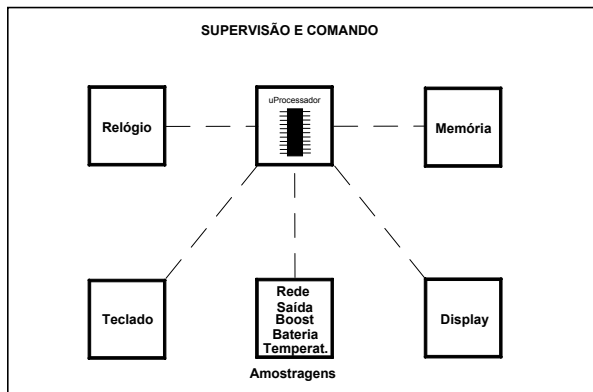 SUPERVISÃO E COMANDO
uProcessador
Relógio
Memória
Teclado
Rede
Saída
Boost
Bateria
Temperat.
Display
Amostragens